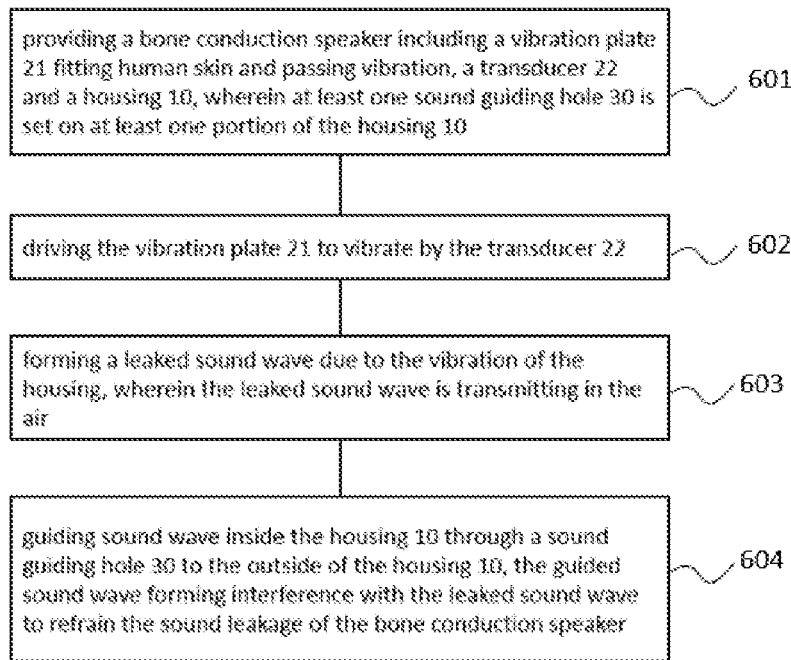 providing a bone conduction speaker including a vibration plate
21 fitting human skin and passing vibration, a transducer 22
and a housing 10, wherein at least one sound guiding hole 30 is
set on at least one portion of the housing 10
601
driving the vibration plate 21 to vibrate by the transducer 22
602
forming a leaked sound wave due to the vibration of the
housing, wherein the leaked sound wave is transmitting in the
air
603
guiding sound wave inside the housing 10 through a sound
guiding hole 30 to the outside of the housing 10, the guided
sound wave forming interference with the leaked sound wave
to refrain the sound leakage of the bone conduction speaker
604